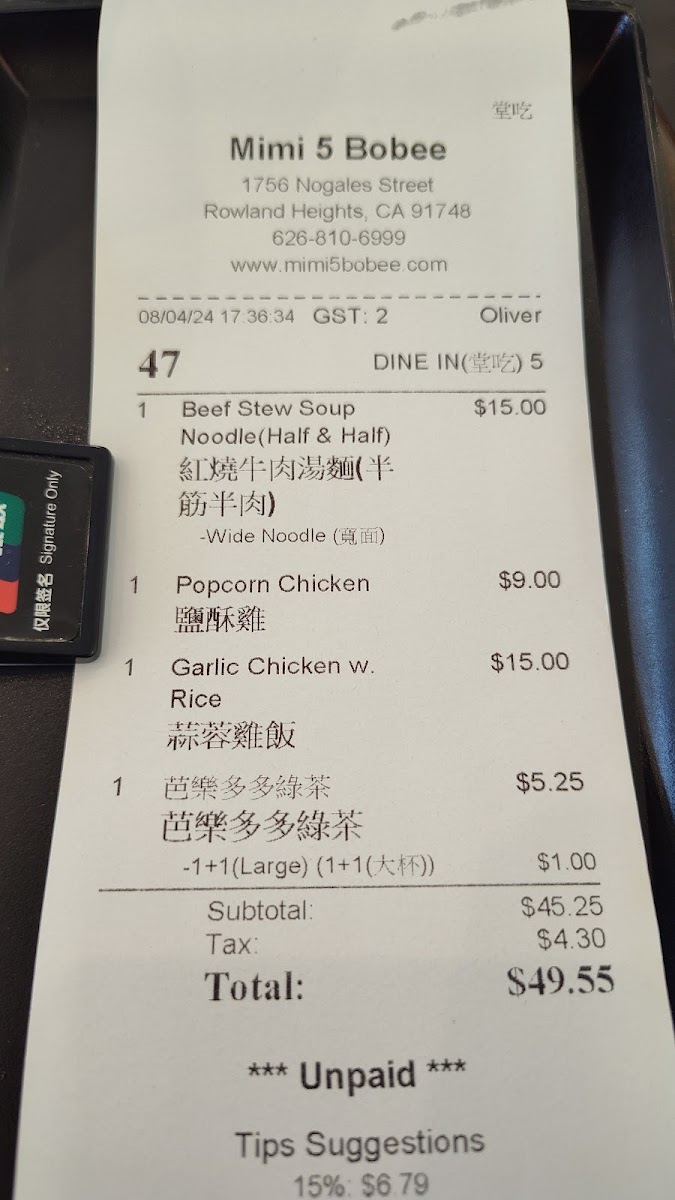 堂吃
Mimi 5 Bobee
1756 Nogales Street
Rowland Heights, CA 91748
626-810-6999
www.mimi5bobee.com
08/04/24 17:36:34 GST: 2 Oliver
47 DINE IN(堂吃) 5
1 Beef Stew Soup $15.00
Noodle(Half & Half)
紅燒牛肉湯麵(半
筋半肉)
-Wide Noodle (寬面)
1 Popcorn Chicken $9.00
鹽酥雞
1 Garlic Chicken w. $15.00
Rice
蒜蓉雞飯
1 芭樂多多綠茶 $5.25
芭樂多多綠茶
-1+1(Large) (1+1(大杯)) $1.00
Subtotal: $45.25
Tax: $4.30
Total: $49.55
*** Unpaid ***
Tips Suggestions
15%: $6.79
仅限签名 Signature Only